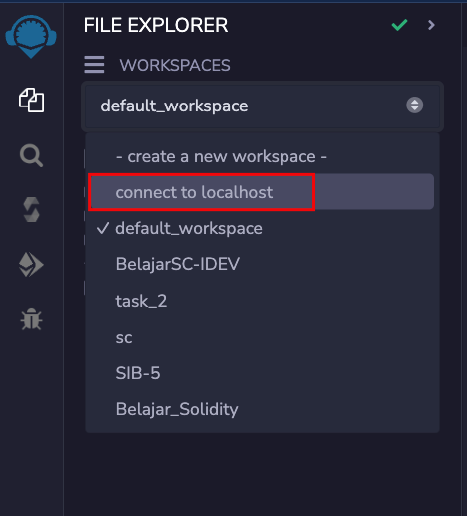 FILE EXPLORER
WORKSPACES
default_workspace
- create a new workspace -
connect to localhost
default_workspace
BelajarSC-IDEV
task_2
sc
SIB-5
Belajar_Solidity